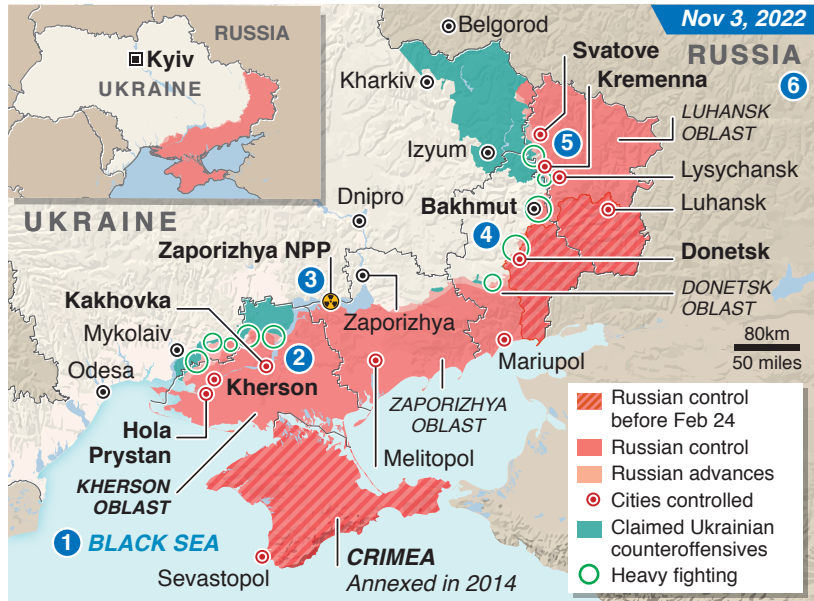 Nov 3, 2022
RUSSIA
Kyiv
UKRAINE
Belgorod
Svatove
RUSSIA
Kremenna
6
Kharkiv
LUHANSK
OBLAST
5
Izyum
Lysychansk
Dnipro
Bakhmut
Luhansk
UKRAINE
4
Zaporizhya NPP
Donetsk
3
Kakhovka
DONETSK
OBLAST
Zaporizhya
Mykolaiv
80km
50 miles
2
Mariupol
Odesa
Kherson
ZAPORIZHYA
OBLAST
Hola
Prystan
Melitopol
KHERSON
OBLAST
1 BLACK SEA
Sevastopol
CRIMEA
Annexed in 2014
Russian control
before Feb 24
Russian control
Russian advances
Cities controlled
Claimed Ukrainian
counteroffensives
Heavy fighting